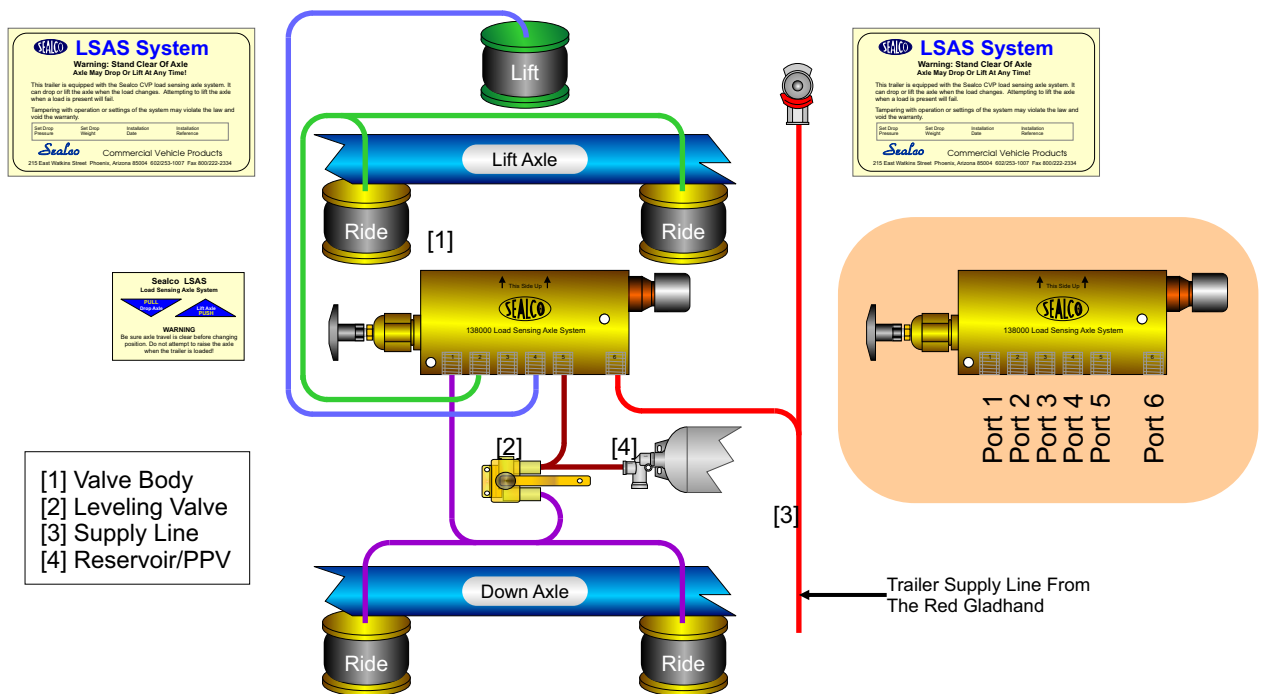 SEALCO LSAS System
Warning: Stand Clear Of Axle
Axle May Drop Or Lift At Any Time!
This trailer is equipped with the Sealco CVP load sensing axle system. It
can drop or lift the axle when the load changes. Attempting to lift the axle
when a load is present will fail.
Tampering with operation or settings of the system may violate the law and
void the warranty.
Set Drop Pressure
Set Drop Weight
Installation Date
Installation Reference
Sealco Commercial Vehicle Products
215 East Watkins Street Phoenix, Arizona 85004 602/253-1007 Fax 800/222-2334
Lift
Lift Axle
Ride
Ride
[1]
SEALCO LSAS System
Warning: Stand Clear Of Axle
Axle May Drop Or Lift At Any Time!
This trailer is equipped with the Sealco CVP load sensing axle system. It
can drop or lift the axle when the load changes. Attempting to lift the axle
when a load is present will fail.
Tampering with operation or settings of the system may violate the law and
void the warranty.
Set Drop Pressure
Set Drop Weight
Installation Date
Installation Reference
Sealco Commercial Vehicle Products
215 East Watkins Street Phoenix, Arizona 85004 602/253-1007 Fax 800/222-2334
Sealco LSAS
Load Sensing Axle System
PULL
Drop Axle
Lift Axle
PUSH
WARNING
Be sure axle travel is clear before changing
position. Do not attempt to raise the axle
when the trailer is loaded!
This Side Up
SEALCO
138000 Load Sensing Axle System
1 2 3 4 5 6
This Side Up
SEALCO
138000 Load Sensing Axle System
1 2 3 4 5 6
Port 1
Port 2
Port 3
Port 4
Port 5
Port 6
[2]
[4]
[3]
[1] Valve Body
[2] Leveling Valve
[3] Supply Line
[4] Reservoir/PPV
Down Axle
Ride
Ride
Trailer Supply Line From
The Red Gladhand